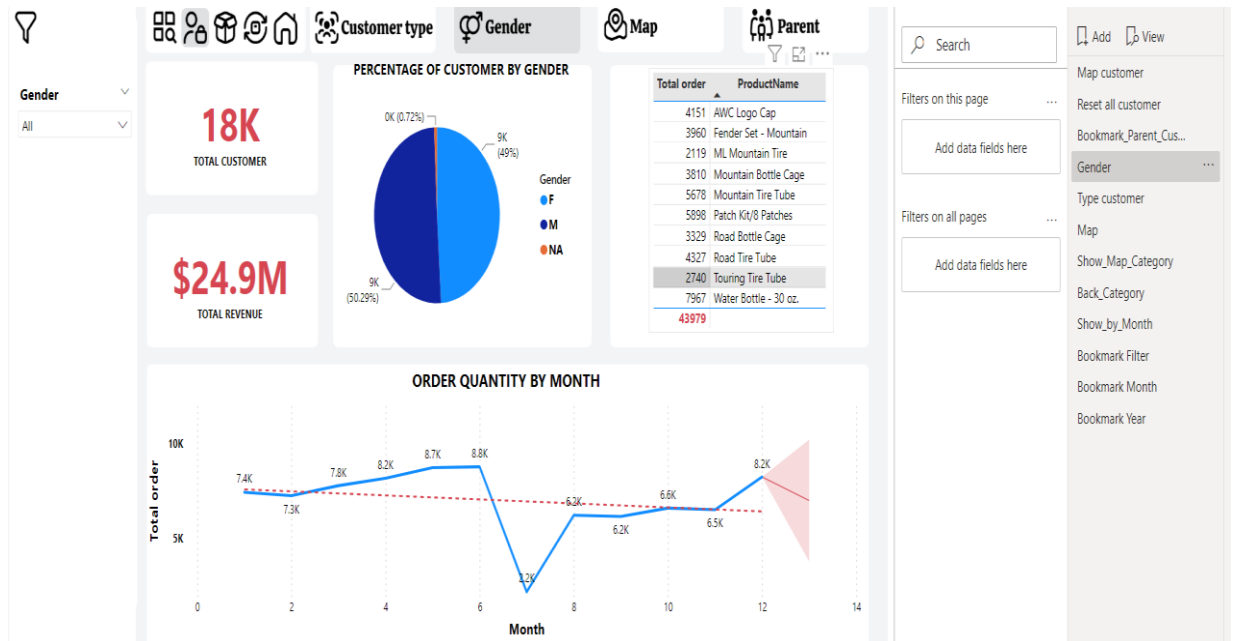 Customer type
Gender
Map
Parent
Gender
All
18K
TOTAL CUSTOMER
$24.9M
TOTAL REVENUE
PERCENTAGE OF CUSTOMER BY GENDER
0K (0.72%)
9K
(49%)
9K
(50.29%)
Gender
F
M
NA
Total order ProductName
4151 AWC Logo Cap
3960 Fender Set - Mountain
2119 ML Mountain Tire
3810 Mountain Bottle Cage
5678 Mountain Tire Tube
5898 Patch Kit/8 Patches
3329 Road Bottle Cage
4327 Road Tire Tube
2740 Touring Tire Tube
7967 Water Bottle - 30 oz.
43979
ORDER QUANTITY BY MONTH
Total order
10K
5K
7.4K
7.3K
7.8K
8.2K
8.7K
8.8K
2.2K
6.2K
6.2K
6.6K
6.5K
8.2K
0 2 4 6 8 10 12 14
Month
Search
Filters on this page ...
Add data fields here
Filters on all pages ...
Add data fields here
Add View
Map customer
Reset all customer
Bookmark_Parent_Cus...
Gender ...
Type customer
Map
Show_Map_Category
Back_Category
Show_by_Month
Bookmark Filter
Bookmark Month
Bookmark Year